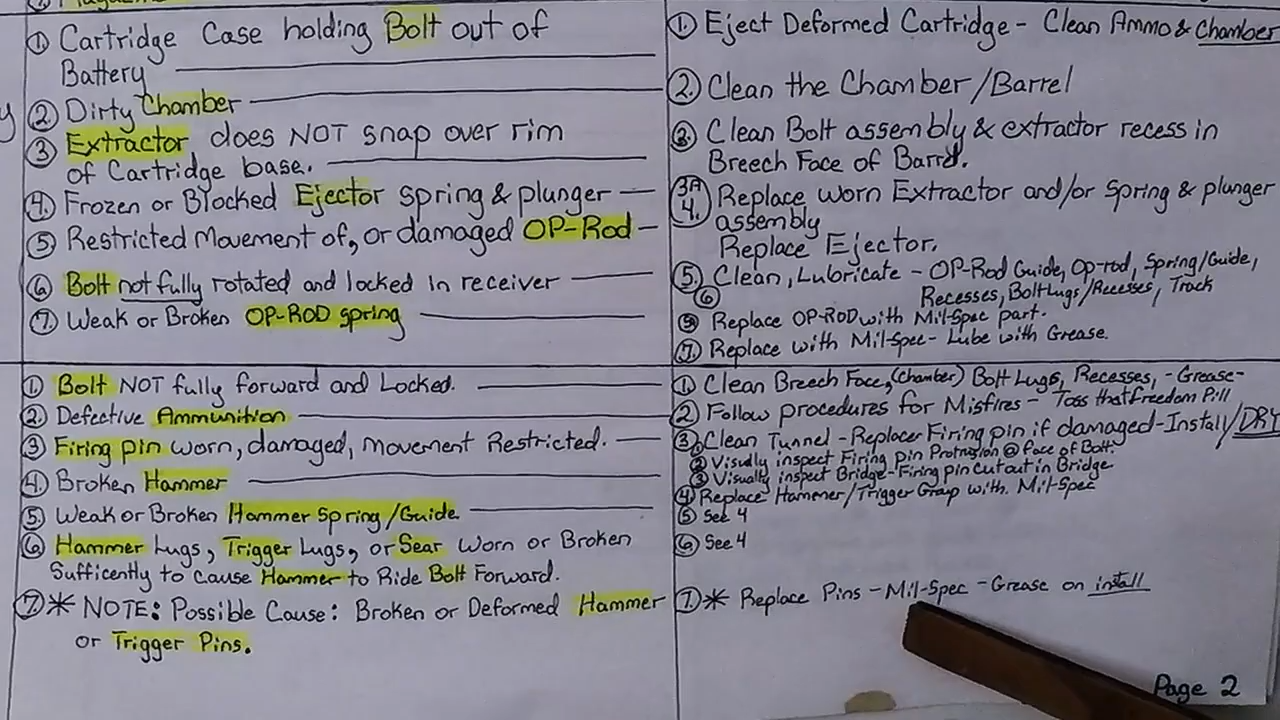 ① Cartridge Case holding Bolt out of
Battery
② Dirty Chamber
③ Extractor does NOT snap over rim
of Cartridge base.
④ Frozen or Blocked Ejector spring & plunger
⑤ Restricted Movement of, or damaged OP-Rod
⑥ Bolt not fully rotated and locked in receiver
⑦ Weak or Broken OP-ROD spring
① Eject Deformed Cartridge - Clean Ammo & Chamber
② Clean the Chamber/Barrel
③ Clean Bolt assembly & extractor recess in
Breech Face of Barrel.
3A Replace worn Extractor and/or Spring & plunger
4. assembly
Replace Ejector.
⑤ Clean, Lubricate - OP-Rod Guide, Op-rod, Spring/Guide,
⑥ Recesses, Bolt Lugs/Recesses, Track
⑤ Replace OP-ROD with Mil-Spec part.
⑦ Replace with Mil-Spec - Lube with Grease.
① Bolt NOT fully forward and Locked.
② Defective Ammunition
③ Firing pin worn, damaged, movement Restricted.
④ Broken Hammer
⑤ Weak or Broken Hammer Spring/Guide
⑥ Hammer Lugs, Trigger Lugs, or Sear Worn or Broken
Sufficently to Cause Hammer to Ride Bolt Forward.
⑦ * NOTE: Possible Cause: Broken or Deformed Hammer
or Trigger Pins.
① Clean Breech Face, (Chamber) Bolt Lugs, Recesses, - Grease-
② Follow procedures for Misfires - Toss that Freedom Pill
③ Clean Tunnel - Replacer Firing pin if damaged - Install/DRY
② Visually inspect Firing pin Protrusion @ face of Bolt.
③ Visually inspect Bridge - Firing pin cutout in Bridge
④ Replace Hammer/Trigger Group with Mil-Spec
⑤ See 4
⑥ See 4
⑦ * Replace Pins - Mil-Spec - Grease on install
Page 2